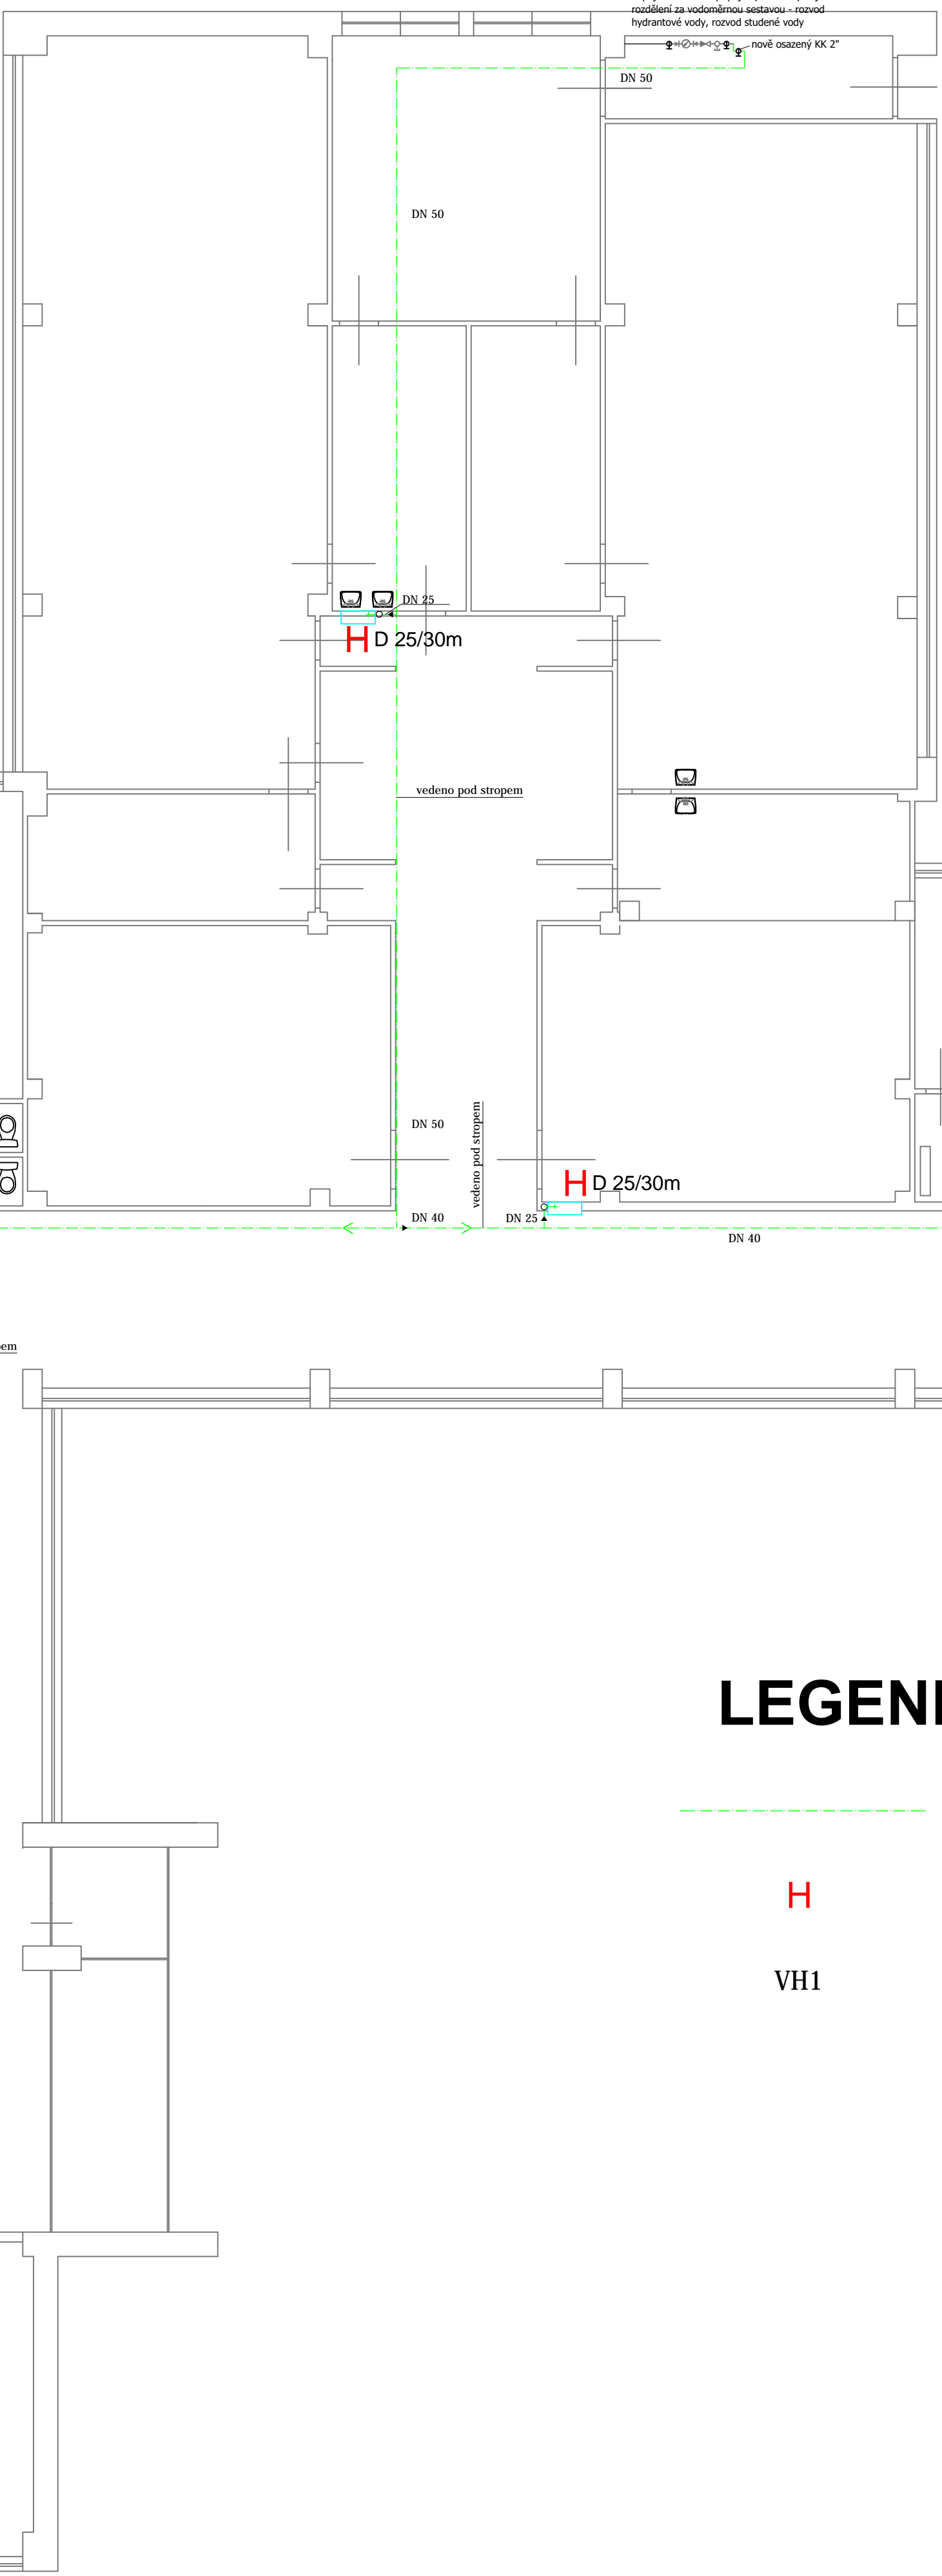 rozdělení za vodoměrnou sestavou - rozvod
hydrantové vody, rozvod studené vody
nově osazený KK 2"
DN 50
DN 50
DN 25
H D 25/30m
vedeno pod stropem
DN 50
vedeno pod stropem
H D 25/30m
DN 40
DN 25
DN 40
LEGEN
H
VH1